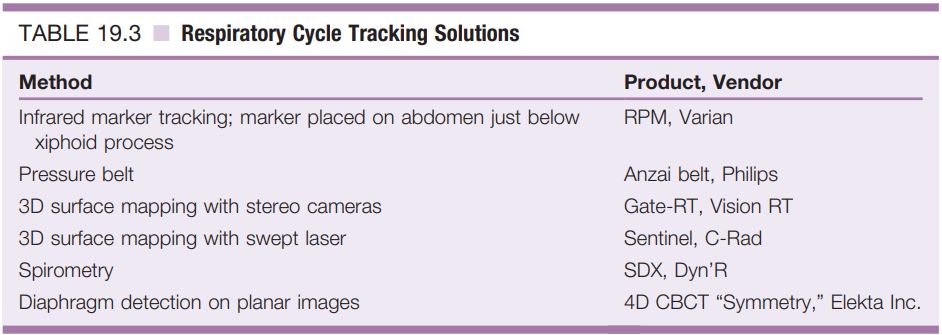 TABLE 19.3 ■ Respiratory Cycle Tracking Solutions
Method Product, Vendor
Infrared marker tracking; marker placed on abdomen just below RPM, Varian
xiphoid process
Pressure belt Anzai belt, Philips
3D surface mapping with stereo cameras Gate-RT, Vision RT
3D surface mapping with swept laser Sentinel, C-Rad
Spirometry SDX, Dyn’R
Diaphragm detection on planar images 4D CBCT “Symmetry,” Elekta Inc.